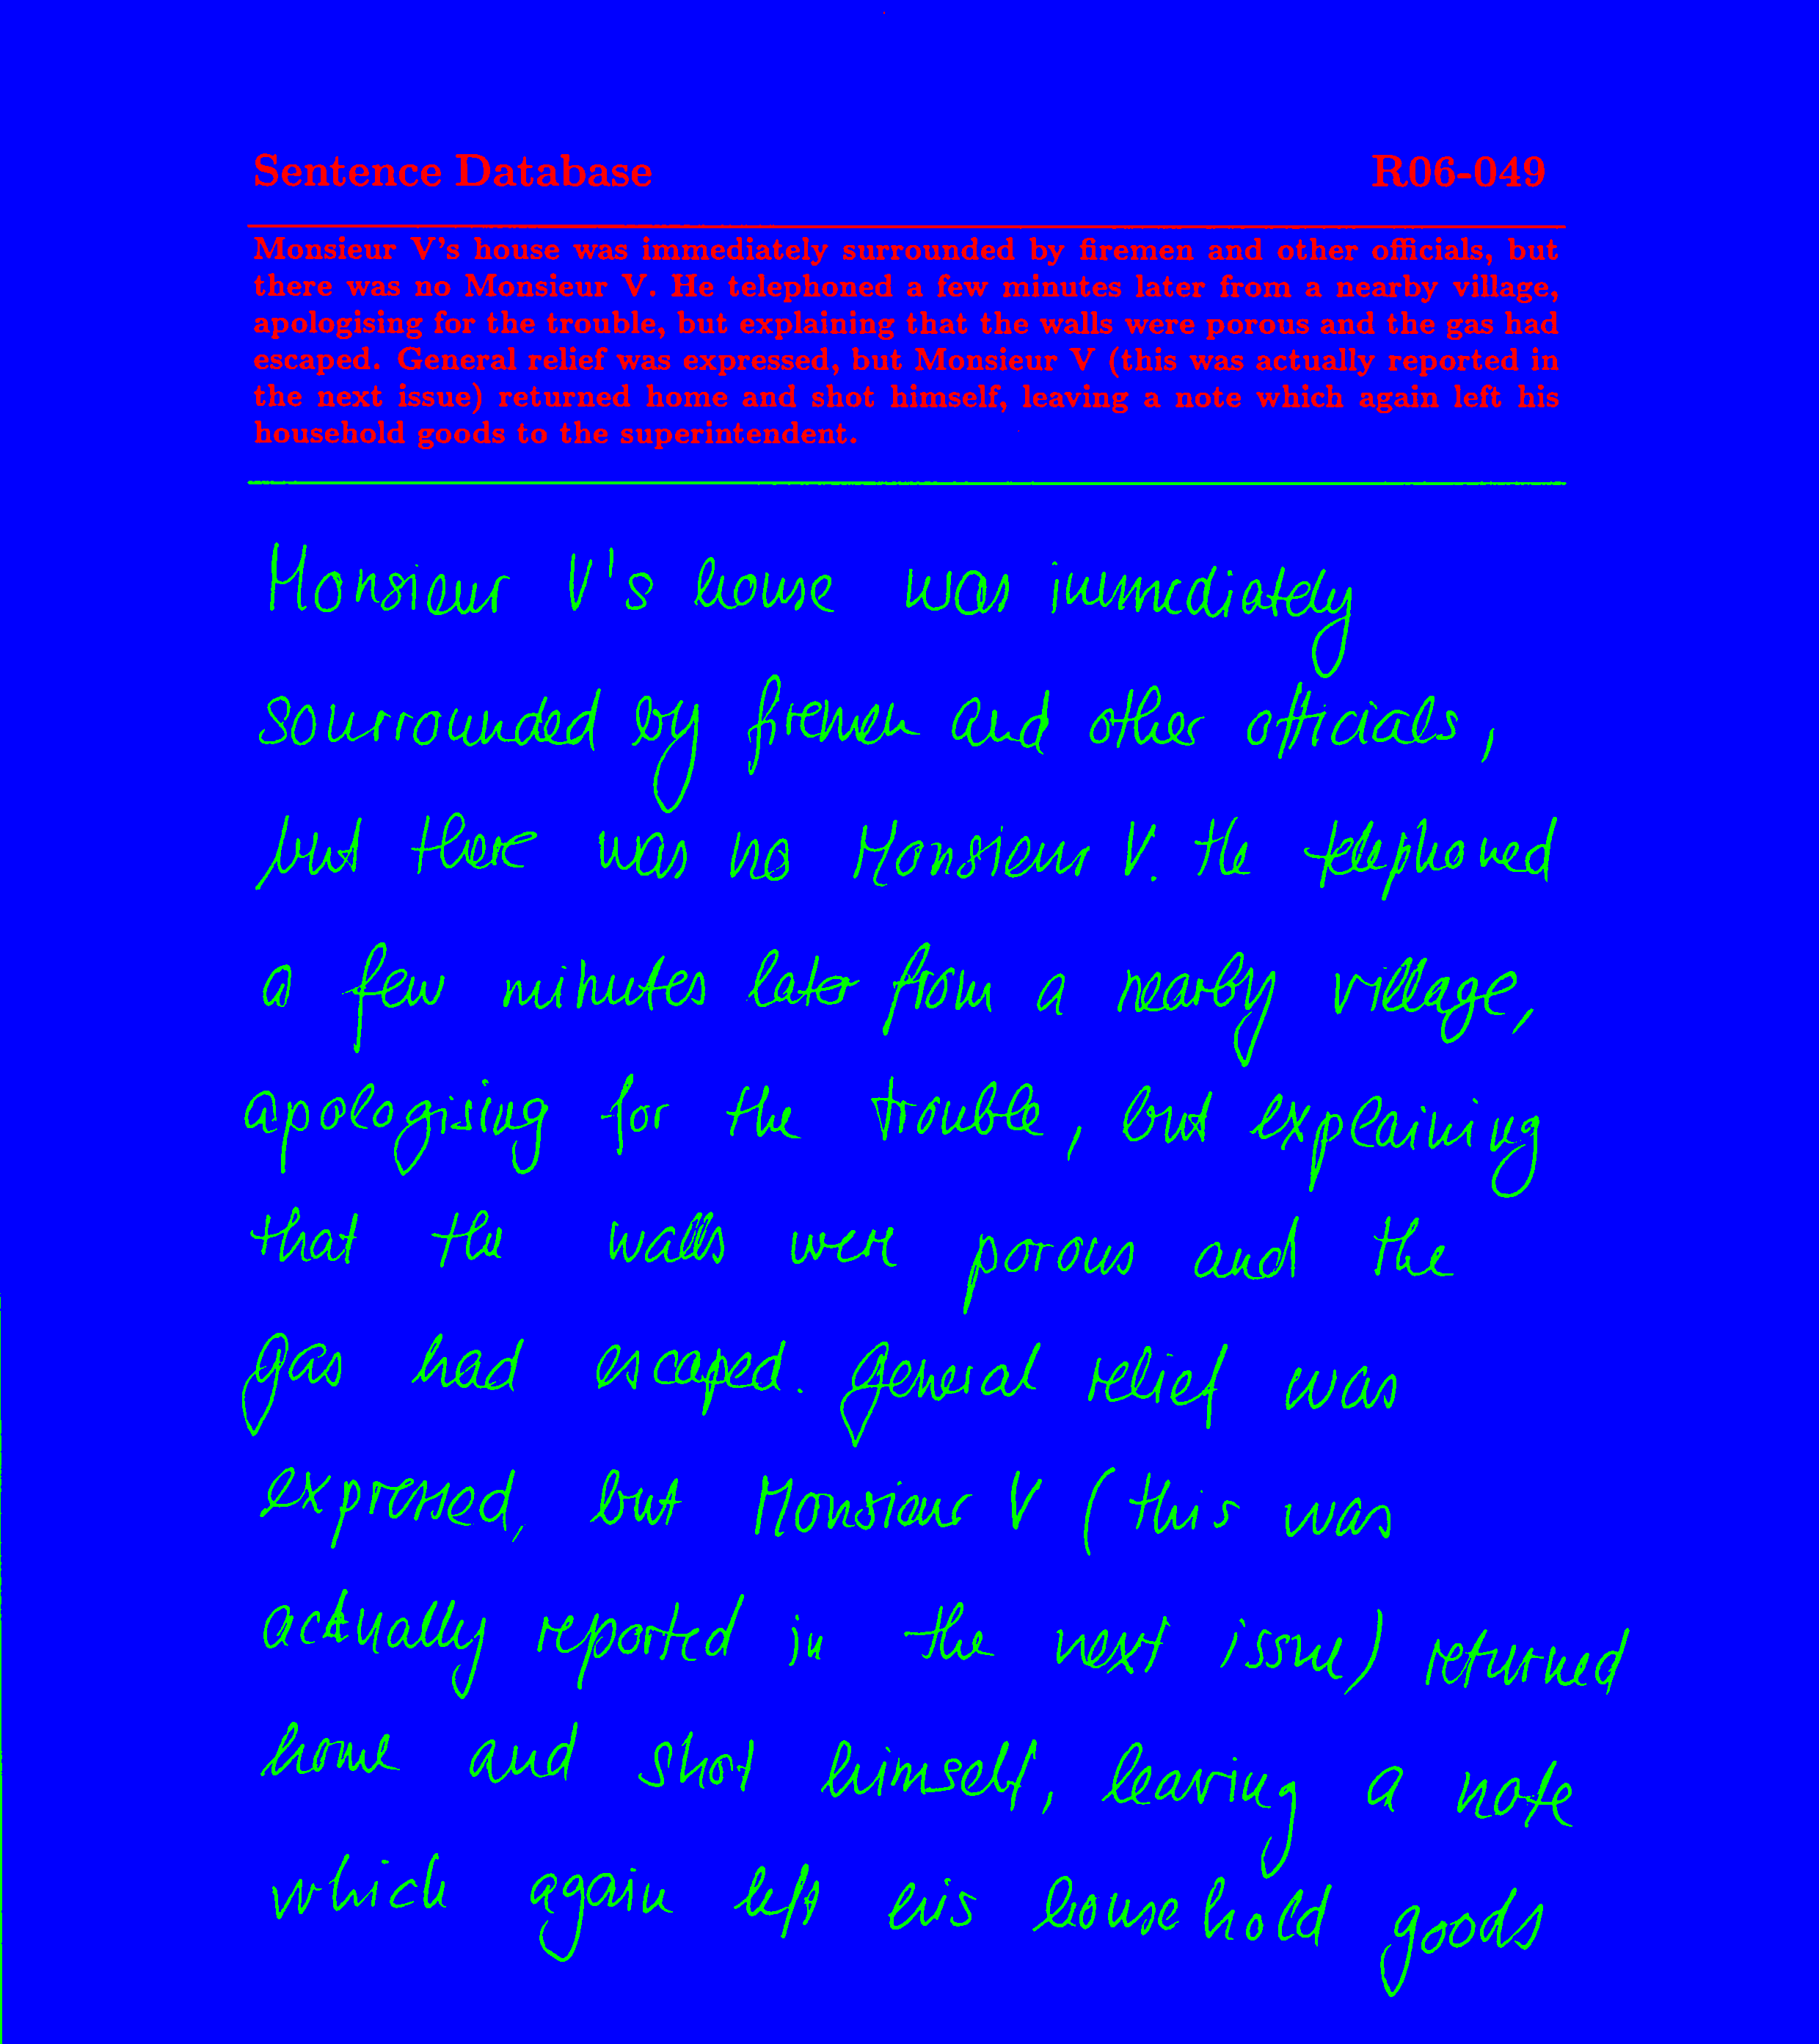 Sentence Database R06-049
Monsieur V's house was immediately surrounded by firemen and other officials, but
there was no Monsieur V. He telephoned a few minutes later from a nearby village,
apologising for the trouble, but explaining that the walls were porous and the gas had
escaped. General relief was expressed, but Monsieur V (this was actually reported in
the next issue) returned home and shot himself, leaving a note which again left his
household goods to the superintendent.
Monsieur V's house was immediately
sourrounded by firemen and other officials,
but there was no Monsieur V. He telephoned
a few minutes later from a nearby village,
apologising for the trouble, but explaining
that the walls were porous and the
gas had escaped. General relief was
expressed, but Monsieur V (this was
actually reported in the next issue) returned
home and shot himself, leaving a note
which again left his household goods